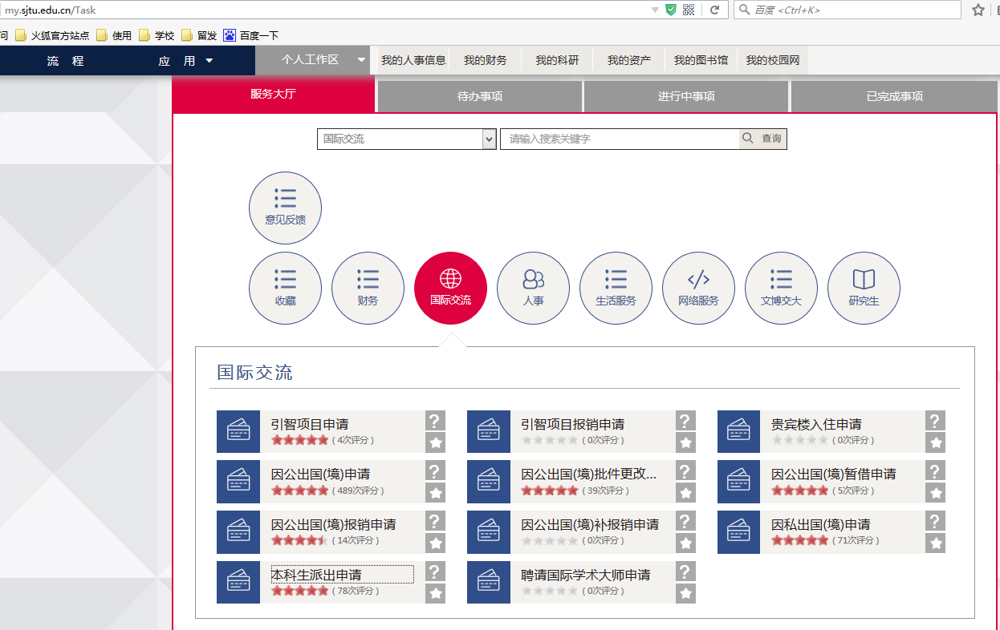 my.sjtu.edu.cn/Task
百度 <Ctrl+K>
问 火狐官方站点 使用 学校 留发 百度一下
流 程 应 用 个人工作区 我的人事信息 我的财务 我的科研 我的资产 我的图书馆 我的校园网
服务大厅 待办事项 进行中事项 已完成事项
国际交流 请输入搜索关键字 查询
意见反馈
收藏 财务 国际交流 人事 生活服务 网络服务 文博交大 研究生
国际交流
引智项目申请 ? 引智项目报销申请 ? 贵宾楼入住申请 ?
( 4次评分 ) ( 0次评分 ) ( 0次评分 )
因公出国(境)申请 ? 因公出国(境)批件更改... ? 因公出国(境)暂借申请 ?
( 489次评分 ) ( 39次评分 ) ( 5次评分 )
因公出国(境)报销申请 ? 因公出国(境)补报销申请 ? 因私出国(境)申请 ?
( 14次评分 ) ( 0次评分 ) ( 71次评分 )
本科生派出申请 ? 聘请国际学术大师申请 ?
( 78次评分 ) ( 0次评分 )